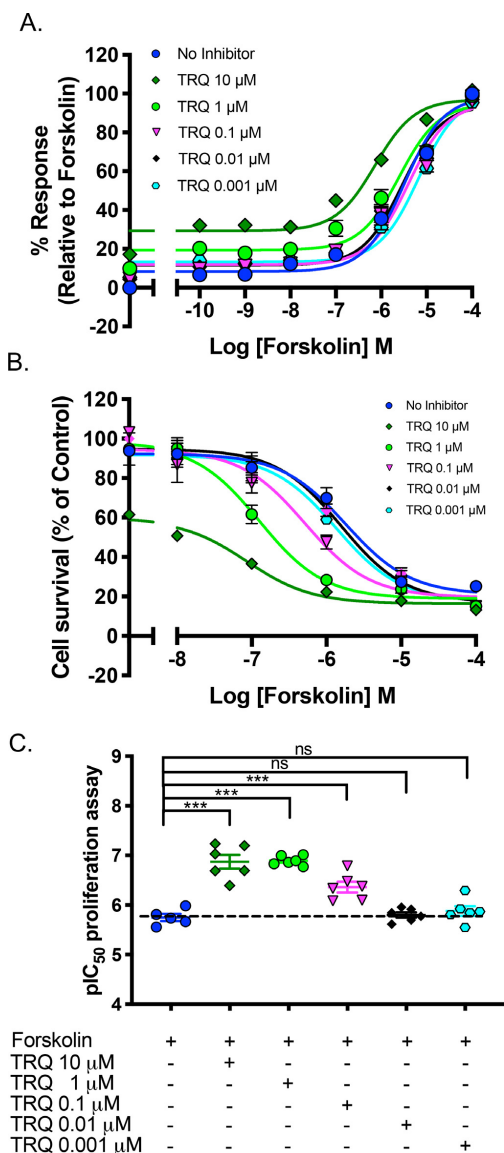 A.
120
100
80
60
40
20
0
-20
% Response
(Relative to Forskolin)
No Inhibitor
TRQ 10 µM
TRQ 1 µM
TRQ 0.1 µM
TRQ 0.01 µM
TRQ 0.001 µM
-10 -9 -8 -7 -6 -5 -4
Log [Forskolin] M
B.
120
100
80
60
40
20
0
-20
Cell survival (% of Control)
No Inhibitor
TRQ 10 µM
TRQ 1 µM
TRQ 0.1 µM
TRQ 0.01 µM
TRQ 0.001 µM
-8 -7 -6 -5 -4
Log [Forskolin] M
C.
9
8
7
6
5
4
pIC50 proliferation assay
ns
ns
***
***
***
Forskolin + + + + + +
TRQ 10 µM - + - - - -
TRQ 1 µM - - + - - -
TRQ 0.1 µM - - - + - -
TRQ 0.01 µM - - - - + -
TRQ 0.001 µM - - - - - +